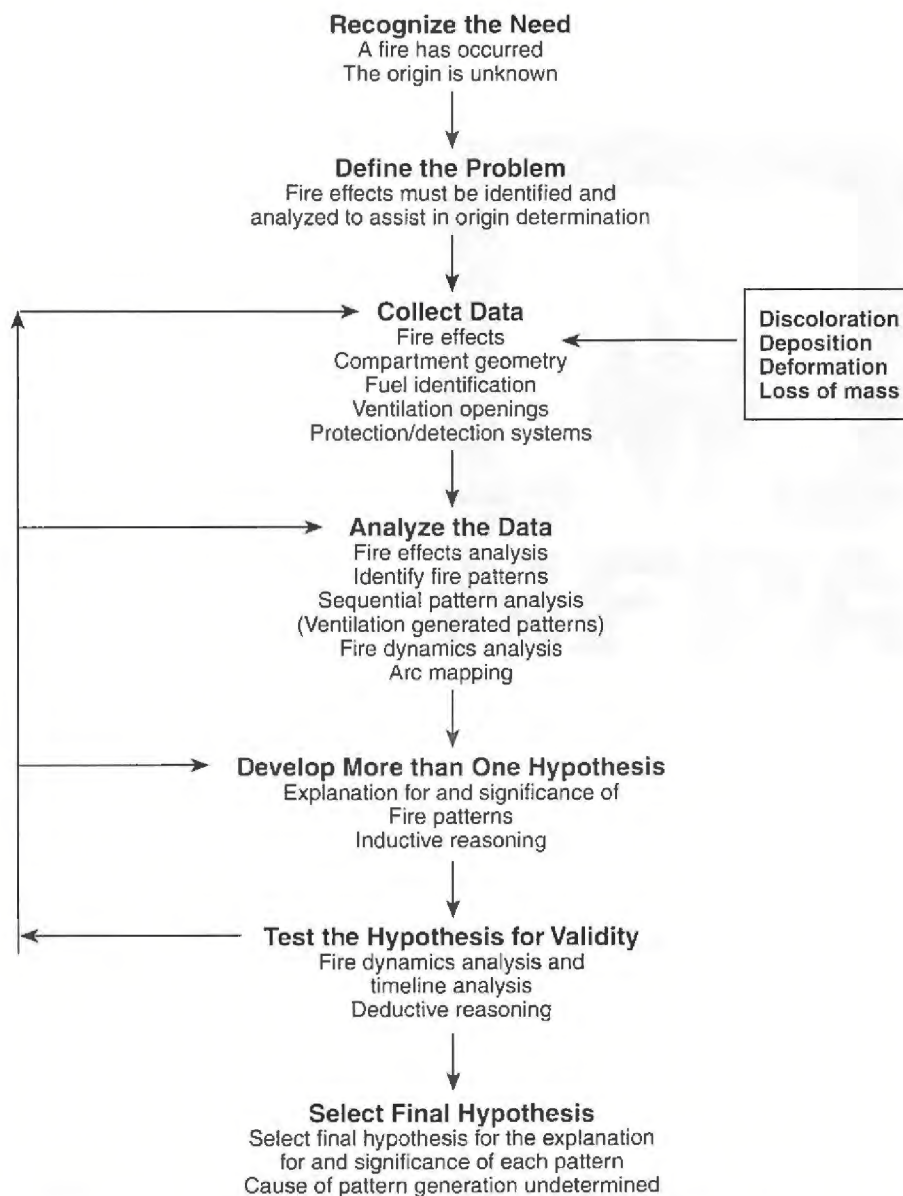 Recognize the Need
A fire has occurred
The origin is unknown
Define the Problem
Fire effects must be identified and
analyzed to assist in origin determination
Collect Data
Fire effects
Compartment geometry
Fuel identification
Ventilation openings
Protection/detection systems
Discoloration
Deposition
Deformation
Loss of mass
Analyze the Data
Fire effects analysis
Identify fire patterns
Sequential pattern analysis
(Ventilation generated patterns)
Fire dynamics analysis
Arc mapping
Develop More than One Hypothesis
Explanation for and significance of
Fire patterns
Inductive reasoning
Test the Hypothesis for Validity
Fire dynamics analysis and
timeline analysis
Deductive reasoning
Select Final Hypothesis
Select final hypothesis for the explanation
for and significance of each pattern
Cause of pattern generation undetermined